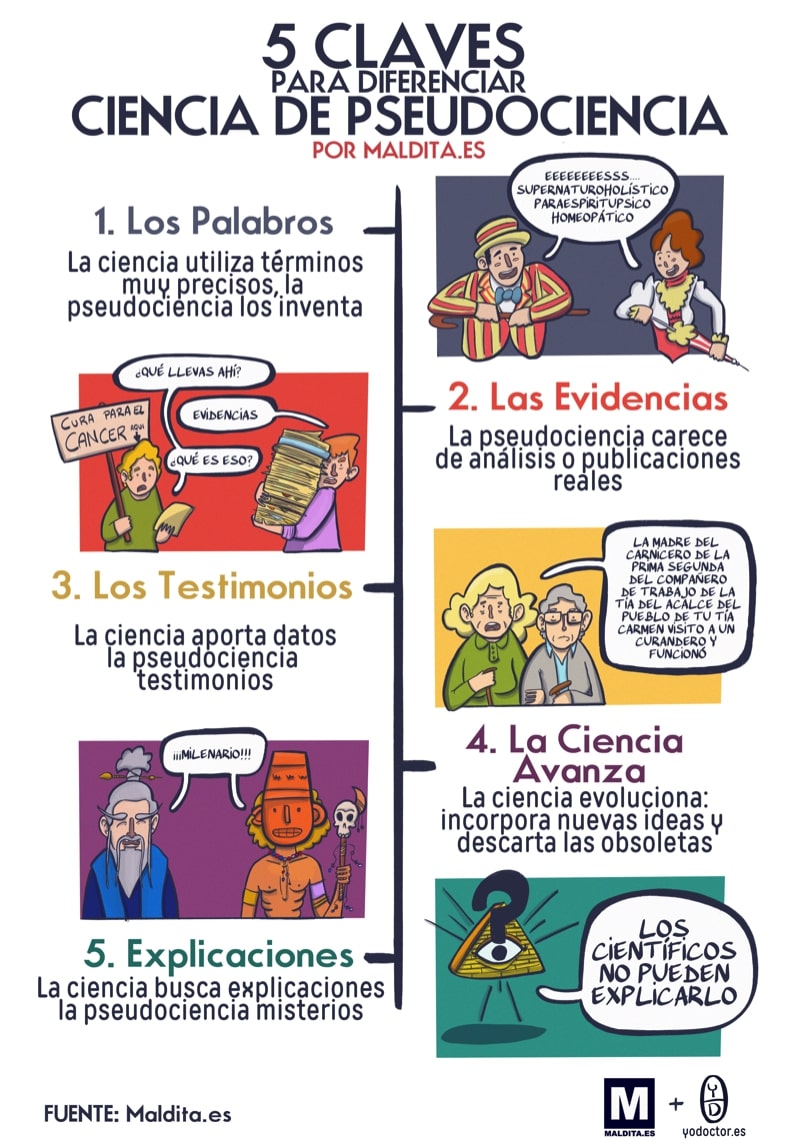 5 CLAVES
PARA DIFERENCIAR
CIENCIA DE PSEUDOCIENCIA
POR MALDITA.ES
1. Los Palabros
La ciencia utiliza términos
muy precisos, la
pseudociencia los inventa
EEEEEEEESSS....
SUPERNATUROHOLÍSTICO
PARAESPIRITUPSICO
HOMEOPÁTICO
¿QUÉ LLEVAS AHÍ?
EVIDENCIAS
¿QUÉ ES ESO?
CURA PARA EL
CANCER AQUI
2. Las Evidencias
La pseudociencia carece
de análisis o publicaciones
reales
3. Los Testimonios
La ciencia aporta datos
la pseudociencia
testimonios
LA MADRE DEL
CARNICERO DE LA
PRIMA SEGUNDA
DEL COMPAÑERO
DE TRABAJO DE LA
TÍA DEL ACALCE DEL
PUEBLO DE TU TÍA
CARMEN VISITO A UN
CURANDERO Y
FUNCIONÓ
¡¡¡MILENARIO!!!
4. La Ciencia
Avanza
La ciencia evoluciona:
incorpora nuevas ideas y
descarta las obsoletas
5. Explicaciones
La ciencia busca explicaciones
la pseudociencia misterios
?
LOS
CIENTÍFICOS
NO PUEDEN
EXPLICARLO
FUENTE: Maldita.es
M + YD
MALDITA.ES yodoctor.es